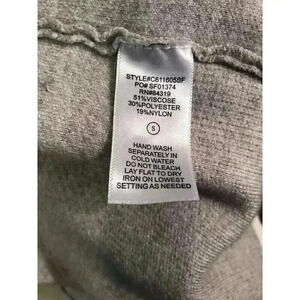 STYLE#C611605SF
PO# SF01374
RN#84319
51%VISCOSE
30%POLYESTER
19%NYLON
S
HAND WASH
SEPARATELY IN
COLD WATER
DO NOT BLEACH
LAY FLAT TO DRY
IRON ON LOWEST
SETTING AS NEEDED